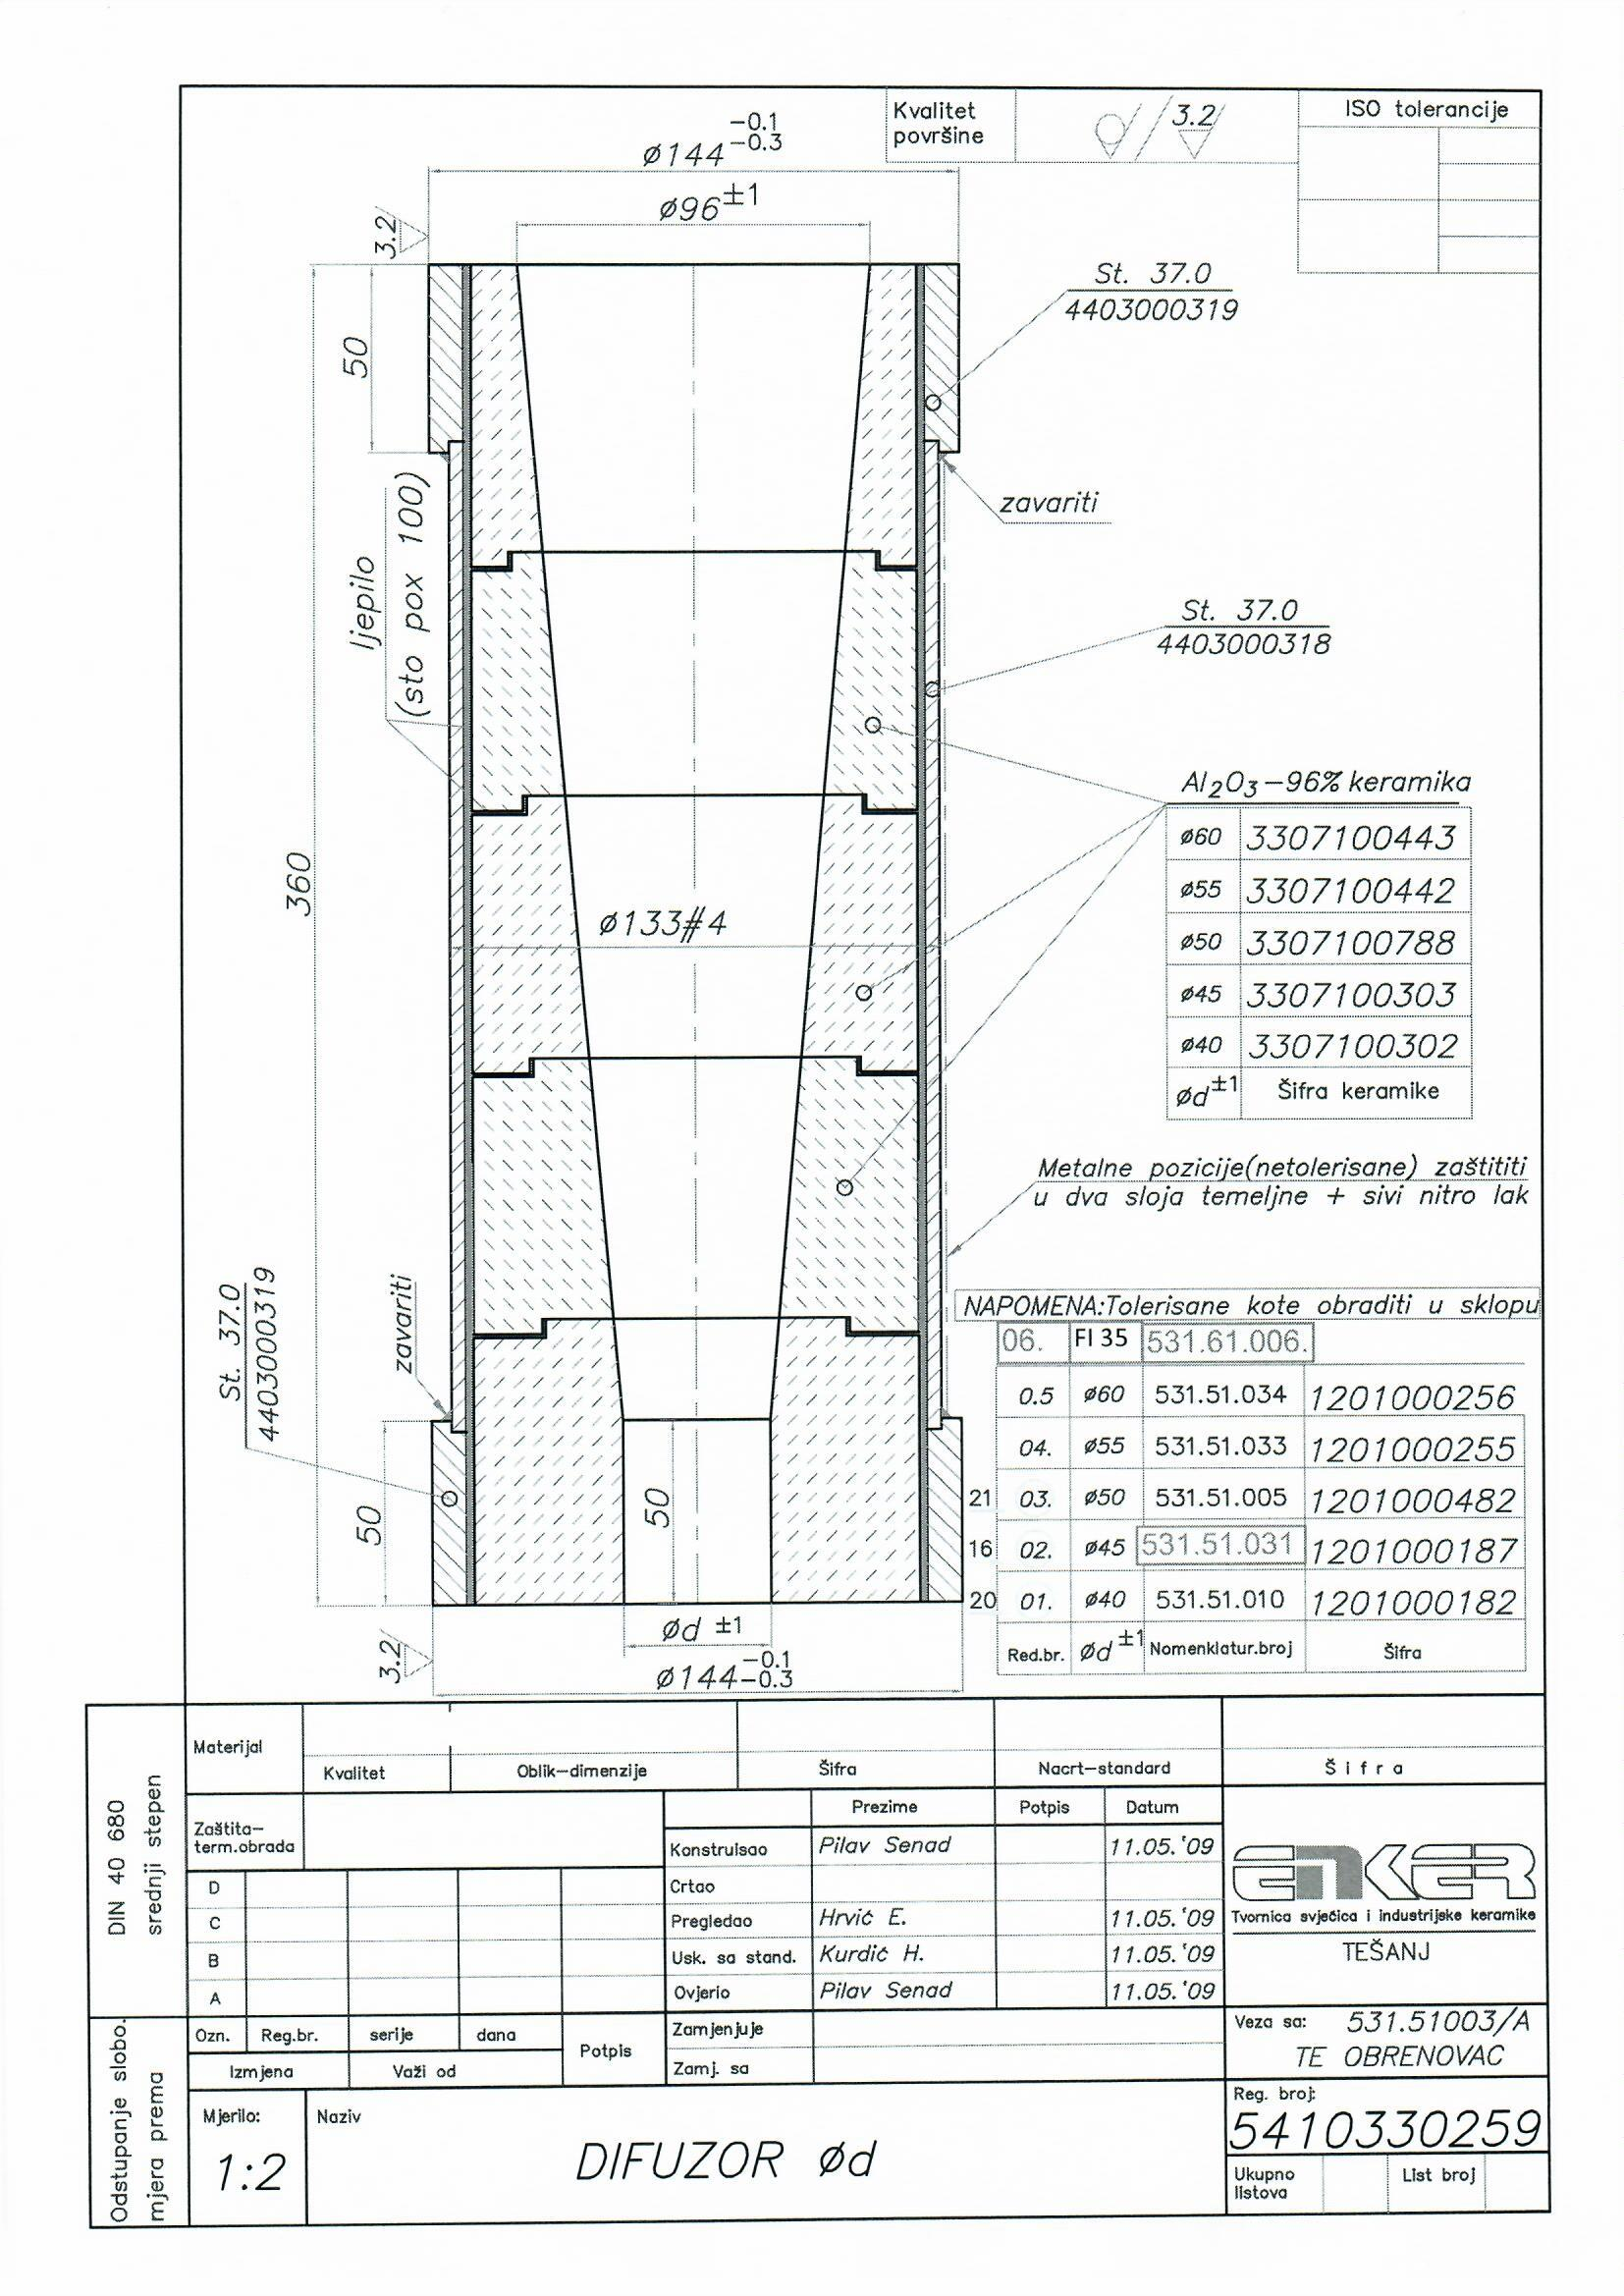 Kvalitet
površine
3.2
ISO tolerancije
ø144 -0.1
-0.3
ø96±1
3.2
50
St. 37.0
4403000319
zavariti
ljepilo
(sto pox 100)
St. 37.0
4403000318
Al2O3-96% keramika
ø60 3307100443
ø55 3307100442
ø50 3307100788
ø45 3307100303
ø40 3307100302
ød±1 Šifra keramike
360
ø133#4
Metalne pozicije(netolerisane) zaštititi
u dva sloja temeljne + sivi nitro lak
St. 37.0
4403000319
zavariti
NAPOMENA:Tolerisane kote obraditi u sklopu
06. FI 35 531.61.006.
0.5 ø60 531.51.034 1201000256
04. ø55 531.51.033 1201000255
21 03. ø50 531.51.005 1201000482
16 02. ø45 531.51.031 1201000187
20 01. ø40 531.51.010 1201000182
Red.br. ød ±1 Nomenklatur.broj Šifra
50
50
ød ±1
3.2
ø144 -0.1
-0.3
DIN 40 680
srednji stepen
Odstupanje slobo.
mjera prema
Materijal
Kvalitet Oblik-dimenzije Šifra Nacrt-standard Šifra
Zaštita-
term.obrada
Prezime Potpis Datum
Konstruisao Pilav Senad 11.05.'09
Crtao
Pregledao Hrvić E. 11.05.'09
Usk. sa stand. Kurdić H. 11.05.'09
Ovjerio Pilav Senad 11.05.'09
D
C
B
A
Ozn. Reg.br. serije dana Potpis
Izmjena Važi od
Zamjenjuje
Zamj. sa
ENKER
Tvornica svječica i industrijske keramike
TEŠANJ
Veza sa: 531.51003/A
TE OBRENOVAC
Reg. broj:
5410330259
Mjerilo:
1:2
Naziv
DIFUZOR ød
Ukupno
listova
List broj